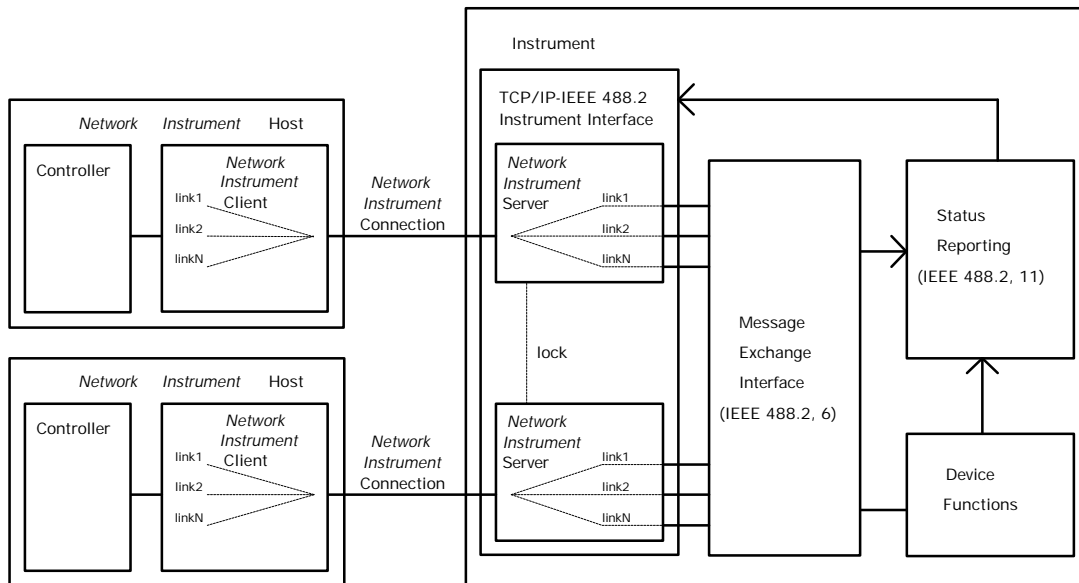 Instrument
TCP/IP-IEEE 488.2
Instrument Interface
Network Instrument Host
Controller
Network
Instrument
Client
link1
link2
linkN
Network
Instrument
Connection
Network
Instrument
Server
link1
link2
linkN
lock
Network Instrument Host
Controller
Network
Instrument
Client
link1
link2
linkN
Network
Instrument
Connection
Network
Instrument
Server
link1
link2
linkN
Message
Exchange
Interface
(IEEE 488.2, 6)
Status
Reporting
(IEEE 488.2, 11)
Device
Functions